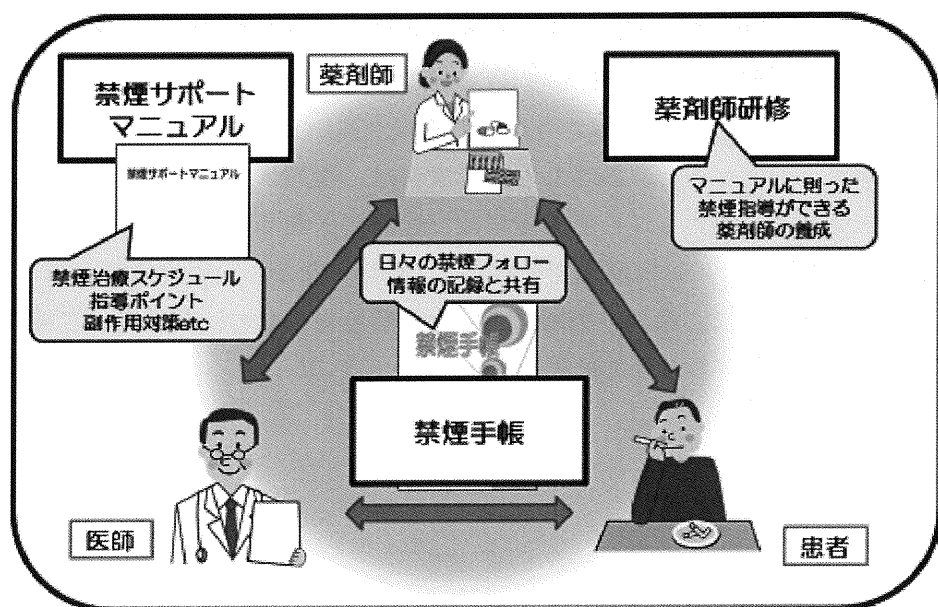 薬剤師
禁煙サポート
マニュアル
禁煙サポートマニュアル
禁煙治療スケジュール
指導ポイント
副作用対策etc
薬剤師研修
マニュアルに則った
禁煙指導ができる
薬剤師の養成
日々の禁煙フォロー
情報の記録と共有
禁煙手帳
禁煙手帳
医師
患者